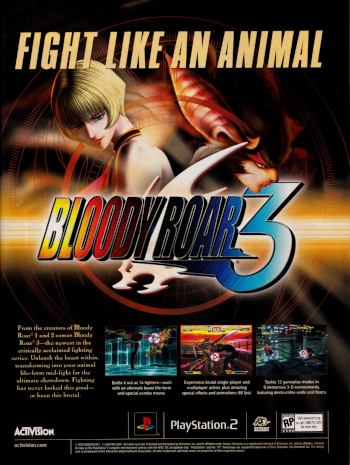 FIGHT LIKE AN ANIMAL
BLOODY ROAR 3
From the creators of Bloody
Roar® 1 and 2 comes Bloody
Roar® 3—the newest in the
critically acclaimed fighting
series. Unleash the beast within,
transforming into your animal
life-form mid-fight for the
ultimate showdown. Fighting
has never looked this good—
or been this brutal.
Battle it out as 14 fighters—each
with an alternate beast life-form
and special combo moves.
Experience brutal single-player and
multiplayer action, plus amazing
special effects and animations (60 fps).
Tackle 12 gameplay modes in
9 immersive 3-D environments,
featuring destructible walls and floors.
ACTIVISION
activision.com
PlayStation.2
HUDSON
RP